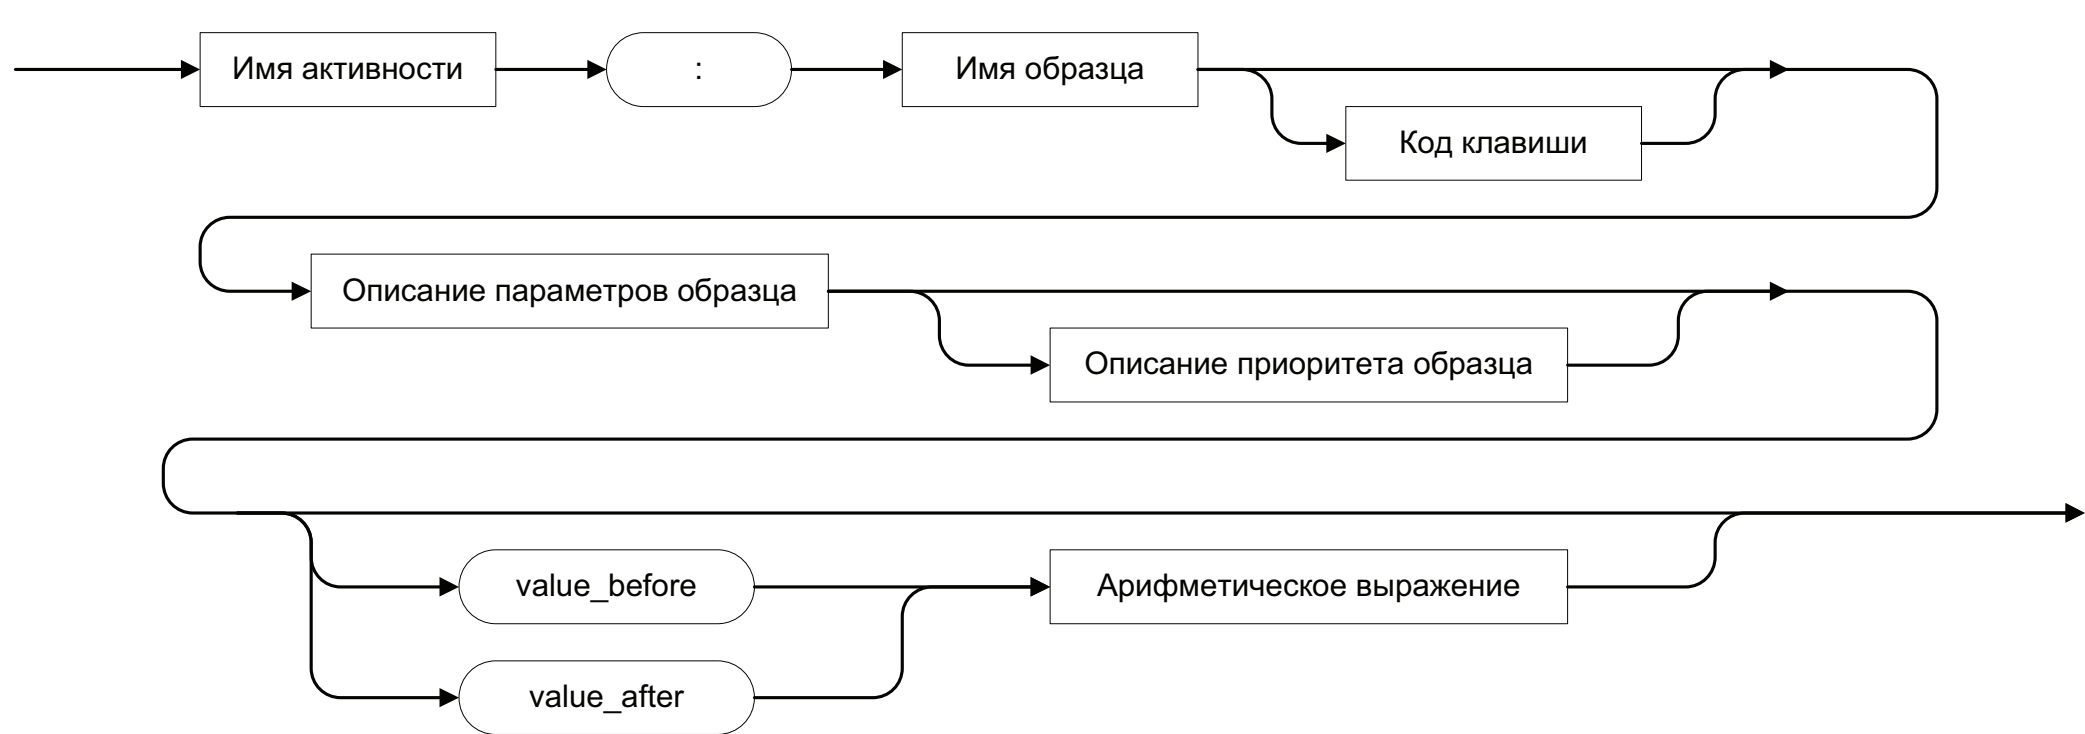 Имя активности
:
Имя образца
Код клавиши
Описание параметров образца
Описание приоритета образца
value_before
Арифметическое выражение
value_after